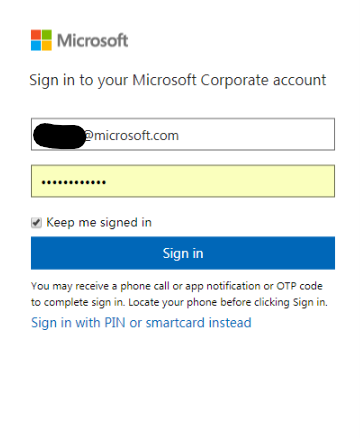 Microsoft
Sign in to your Microsoft Corporate account
@microsoft.com
••••••••••••
Keep me signed in
Sign in
You may receive a phone call or app notification or OTP code
to complete sign in. Locate your phone before clicking Sign in.
Sign in with PIN or smartcard instead